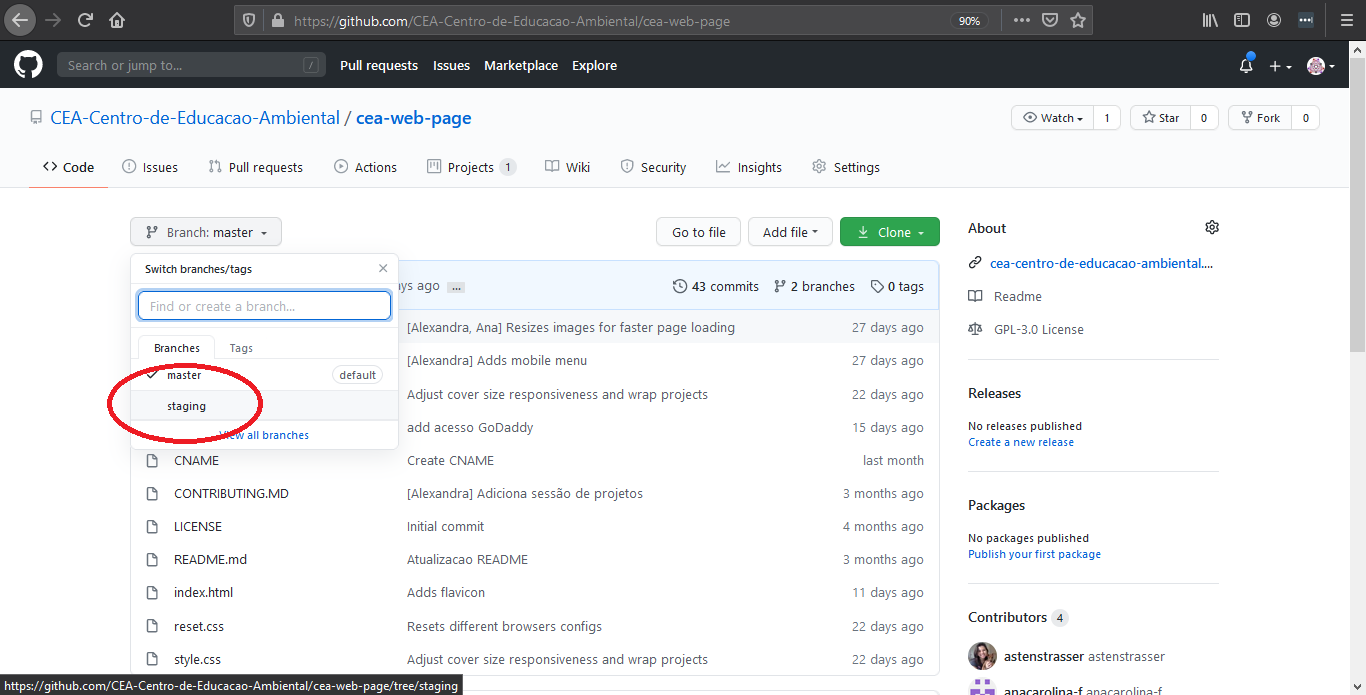 https://github.com/CEA-Centro-de-Educacao-Ambiental/cea-web-page
90%
Search or jump to...
/
Pull requests
Issues
Marketplace
Explore
CEA-Centro-de-Educacao-Ambiental / cea-web-page
Watch
1
Star
0
Fork
0
Code
Issues
Pull requests
Actions
Projects 1
Wiki
Security
Insights
Settings
Branch: master
Go to file
Add file
Clone
Switch branches/tags
Find or create a branch...
Branches
Tags
master
default
staging
View all branches
ays ago ...
43 commits
2 branches
0 tags
[Alexandra, Ana] Resizes images for faster page loading 27 days ago
[Alexandra] Adds mobile menu 27 days ago
Adjust cover size responsiveness and wrap projects 22 days ago
add acesso GoDaddy 15 days ago
CNAME Create CNAME last month
CONTRIBUTING.MD [Alexandra] Adiciona sessão de projetos 3 months ago
LICENSE Initial commit 4 months ago
README.md Atualizacao README 3 months ago
index.html Adds flavicon 11 days ago
reset.css Resets different browsers configs 22 days ago
style.css Adjust cover size responsiveness and wrap projects 22 days ago
About
cea-centro-de-educacao-ambiental....
Readme
GPL-3.0 License
Releases
No releases published
Create a new release
Packages
No packages published
Publish your first package
Contributors 4
astenstrasser astenstrasser
anacarolina-f anacarolina-f
https://github.com/CEA-Centro-de-Educacao-Ambiental/cea-web-page/tree/staging